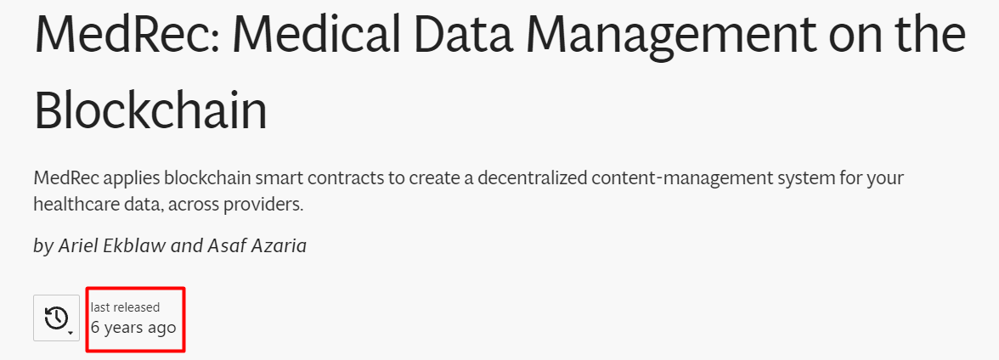 MedRec: Medical Data Management on the
Blockchain
MedRec applies blockchain smart contracts to create a decentralized content-management system for your
healthcare data, across providers.
by Ariel Ekblaw and Asaf Azaria
last released
6 years ago